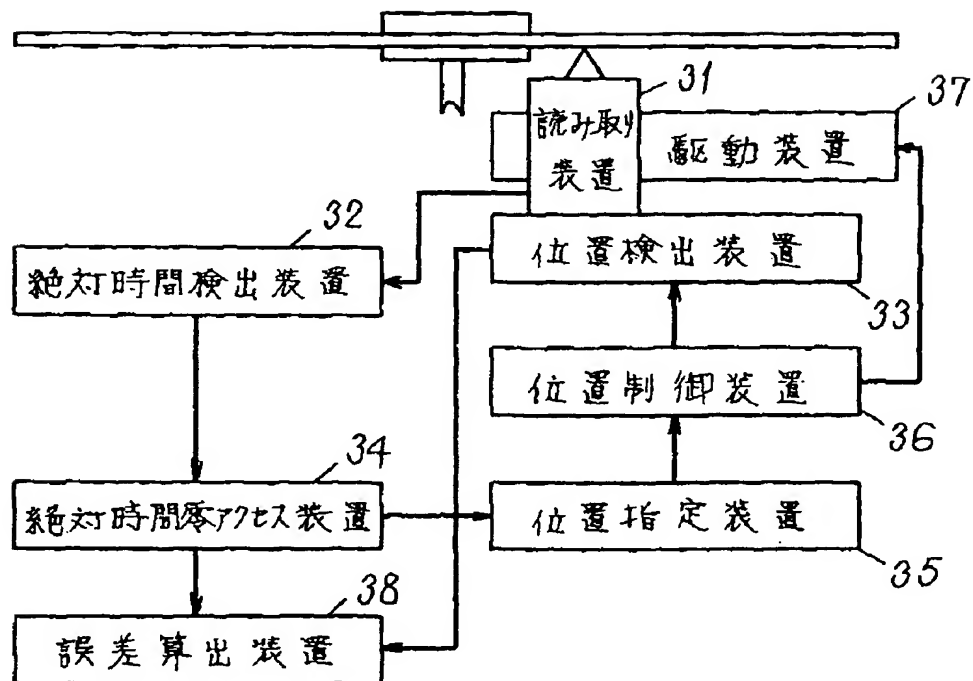 31
37
読み取り
装置
駆動装置
32
絶対時間検出装置
位置検出装置
33
位置制御装置
36
34
絶対時間零アクセス装置
位置指定装置
35
38
誤差算出装置